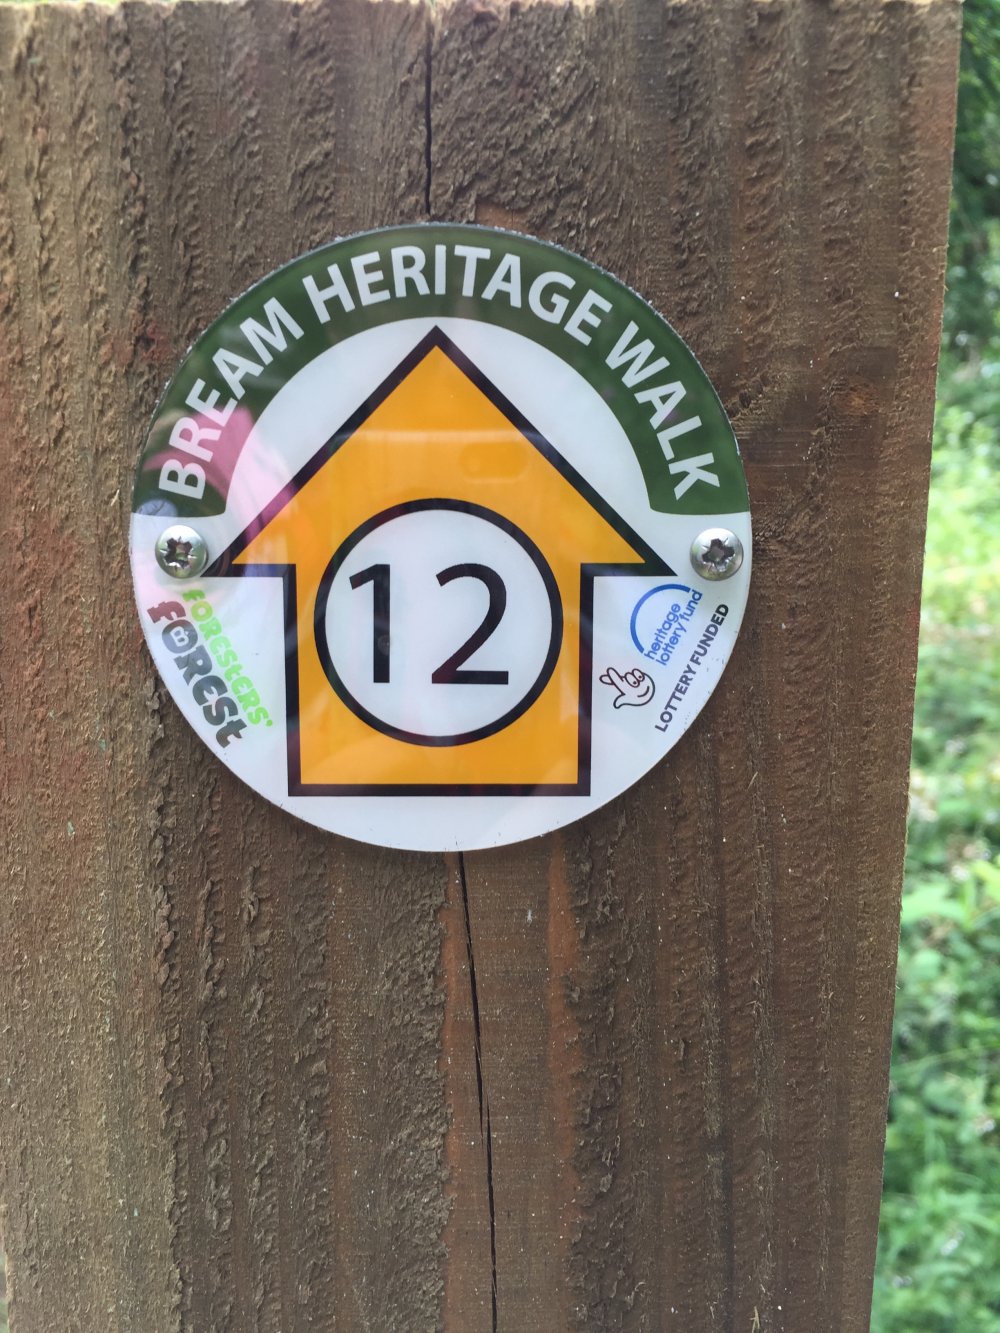 BREAM HERITAGE WALK
12
FORESTERS'
FOREST
heritage
lottery fund
LOTTERY FUNDED